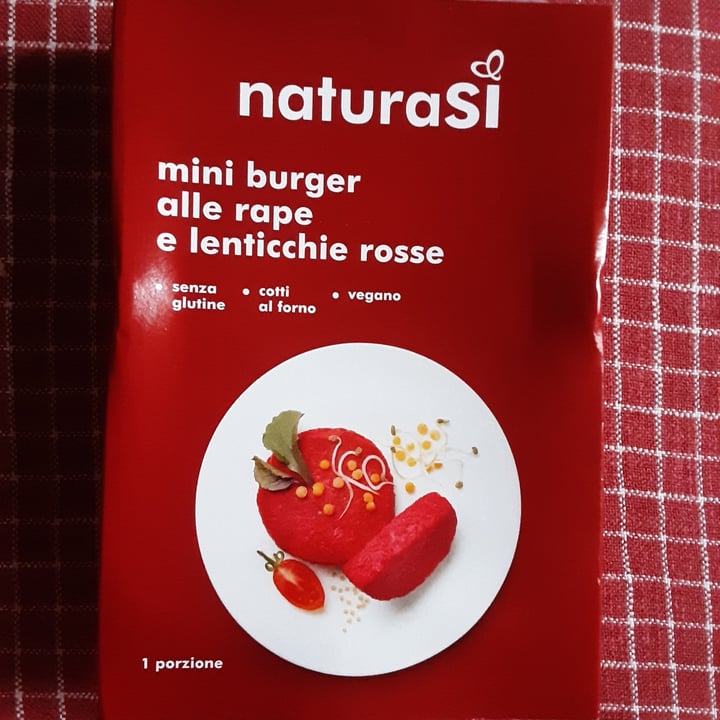 naturaSì
mini burger
alle rape
e lenticchie rosse
• senza
glutine
• cotti
al forno
• vegano
1 porzione